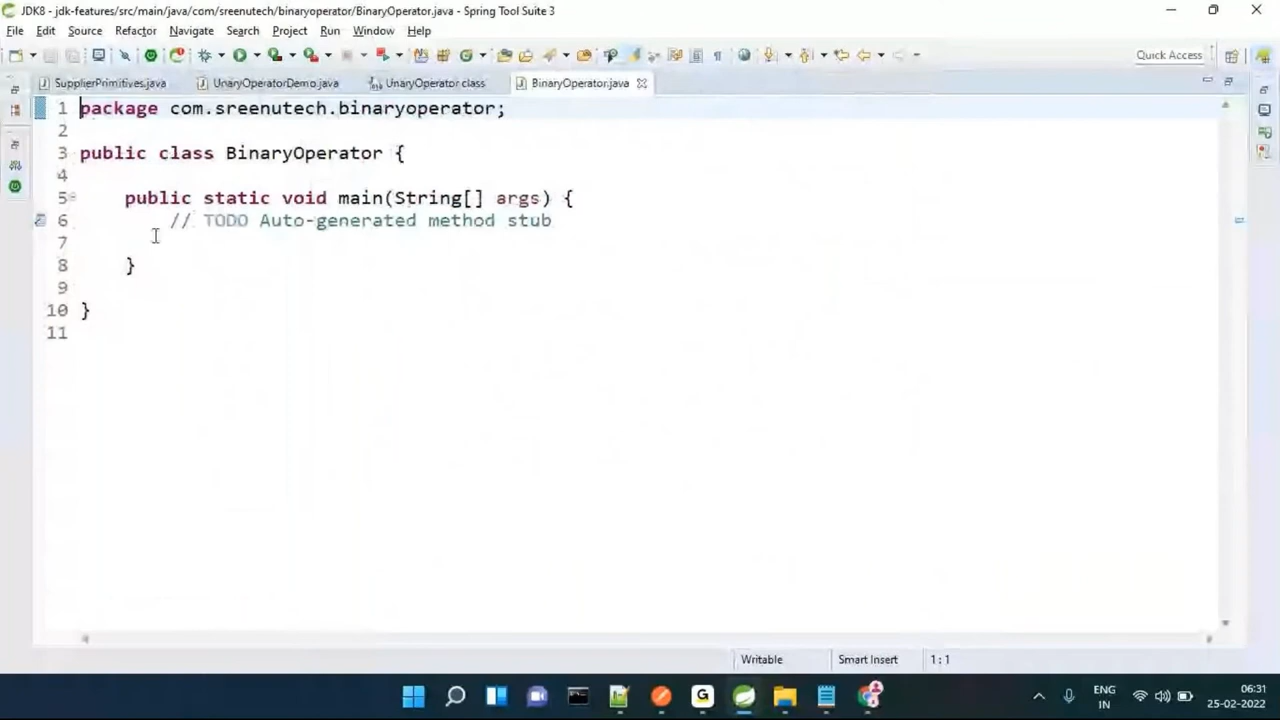 JDK8 - jdk-features/src/main/java/com/sreenutech/binaryoperator/BinaryOperator.java - Spring Tool Suite 3
File Edit Source Refactor Navigate Search Project Run Window Help
Quick Access
SupplierPrimitives.java UnaryOperatorDemo.java UnaryOperator class BinaryOperator.java
1 package com.sreenutech.binaryoperator;
2
3 public class BinaryOperator {
4
5 public static void main(String[] args) {
6 // TODO Auto-generated method stub
7
8 }
9
10 }
11
Writable Smart Insert 1 : 1
ENG
IN
06:31
25-02-2022